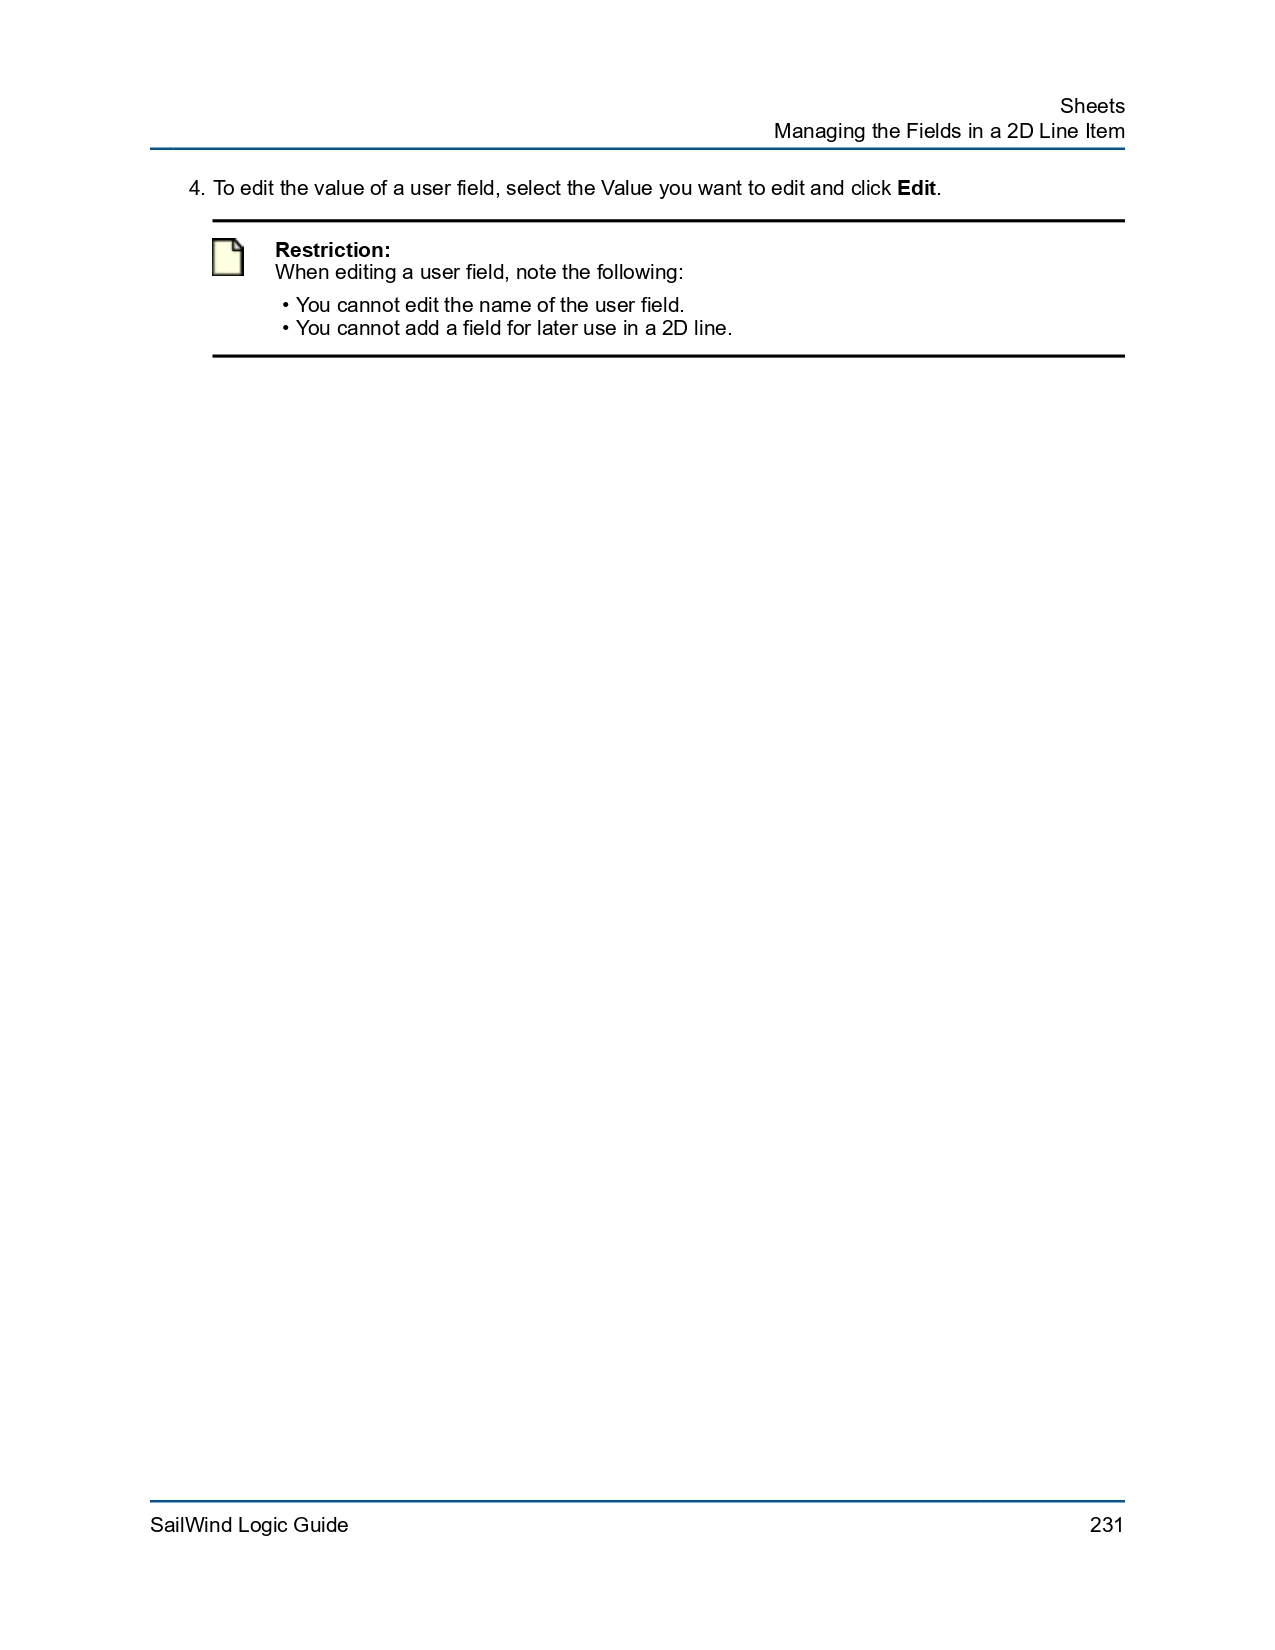 Sheets
Managing the Fields in a 2D Line Item
4. To edit the value of a user field, select the Value you want to edit and click Edit.
Restriction:
When editing a user field, note the following:
• You cannot edit the name of the user field.
• You cannot add a field for later use in a 2D line.
SailWind Logic Guide 231